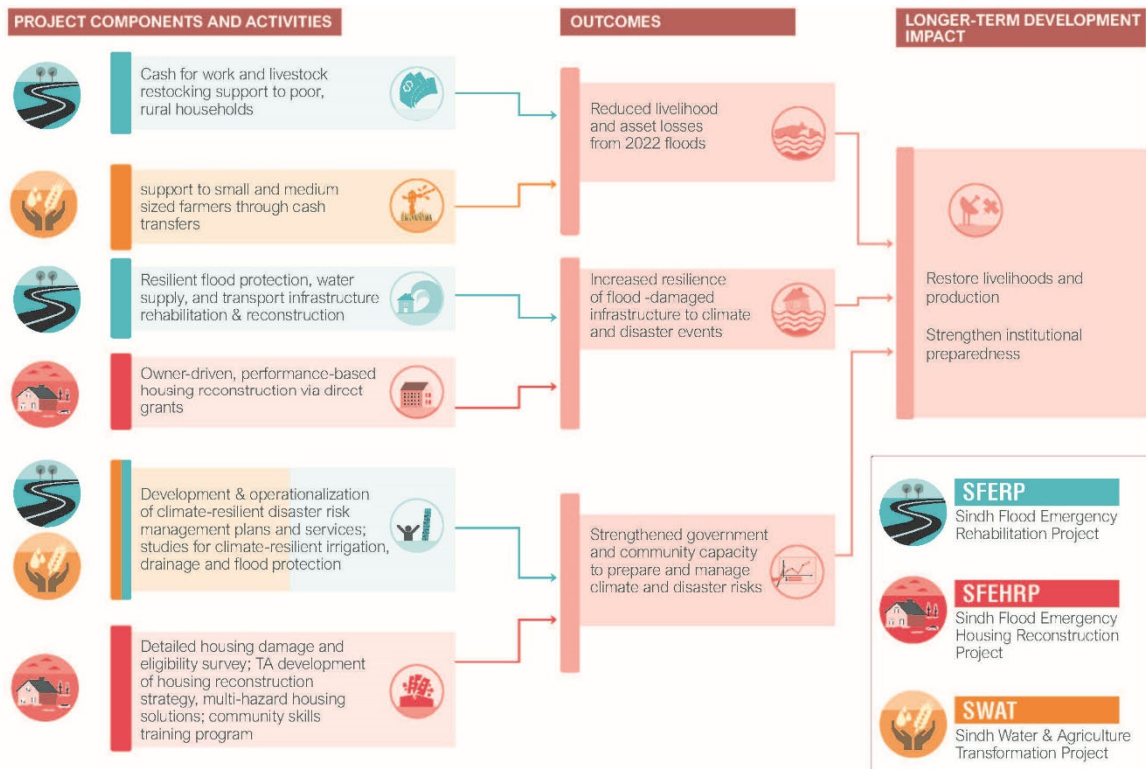 PROJECT COMPONENTS AND ACTIVITIES
Cash for work and livestock
restocking support to poor,
rural households
support to small and medium
sized farmers through cash
transfers
Resilient flood protection, water
supply, and transport infrastructure
rehabilitation & reconstruction
Owner-driven, performance-based
housing reconstruction via direct
grants
Development & operationalization
of climate-resilient disaster risk
management plans and services;
studies for climate-resilient irrigation,
drainage and flood protection
Detailed housing damage and
eligibility survey; TA development
of housing reconstruction
strategy, multi-hazard housing
solutions; community skills
training program
OUTCOMES
Reduced livelihood
and asset losses
from 2022 floods
Increased resilience
of flood -damaged
infrastructure to climate
and disaster events
Strengthened government
and community capacity
to prepare and manage
climate and disaster risks
LONGER-TERM DEVELOPMENT
IMPACT
Restore livelihoods and
production
Strengthen institutional
preparedness
SFERP
Sindh Flood Emergency
Rehabilitation Project
SFEHRP
Sindh Flood Emergency
Housing Reconstruction
Project
SWAT
Sindh Water & Agriculture
Transformation Project